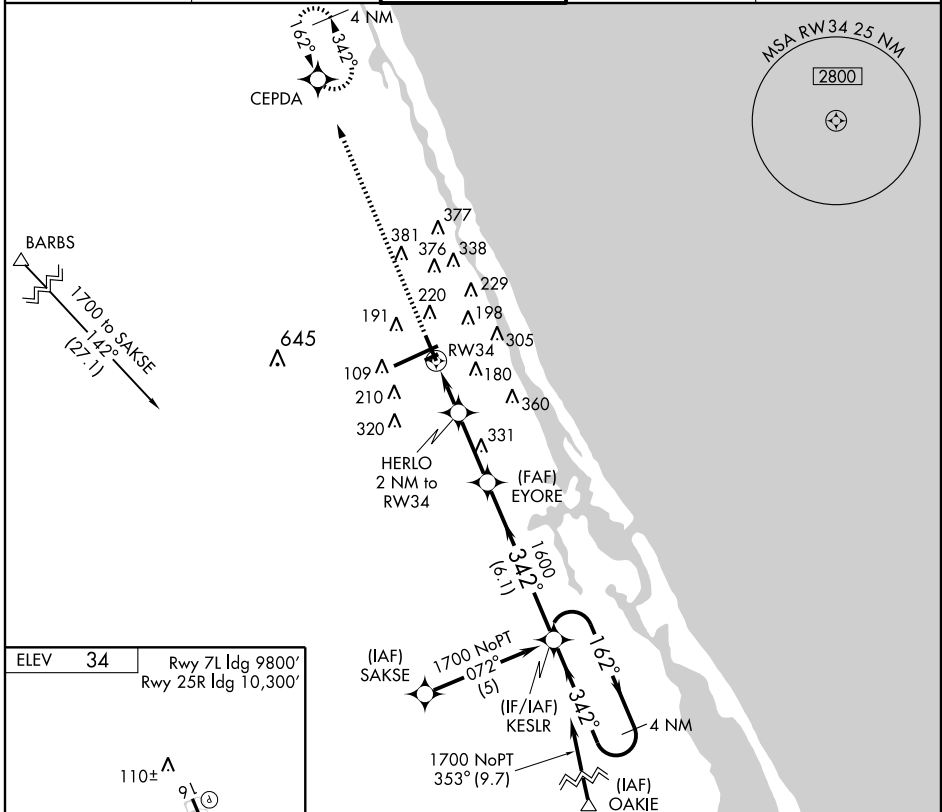 4 NM
162°
342°
CEPDA
MSA RW34 25 NM
2800
BARBS
1700 to SAKSE
142°
(27.1)
377
381
376
338
229
220
191
198
305
645
RW34
109
180
210
360
320
331
HERLO
2 NM to
RW34
(FAF)
EYORE
1600
342°
(6.1)
(IAF)
SAKSE
1700 NoPT
072°
(5)
(IF/IAF)
KESLR
162°
342°
4 NM
1700 NoPT
353° (9.7)
(IAF)
OAKIE
ELEV 34
Rwy 7L ldg 9800'
Rwy 25R ldg 10,300'
110±
16
P